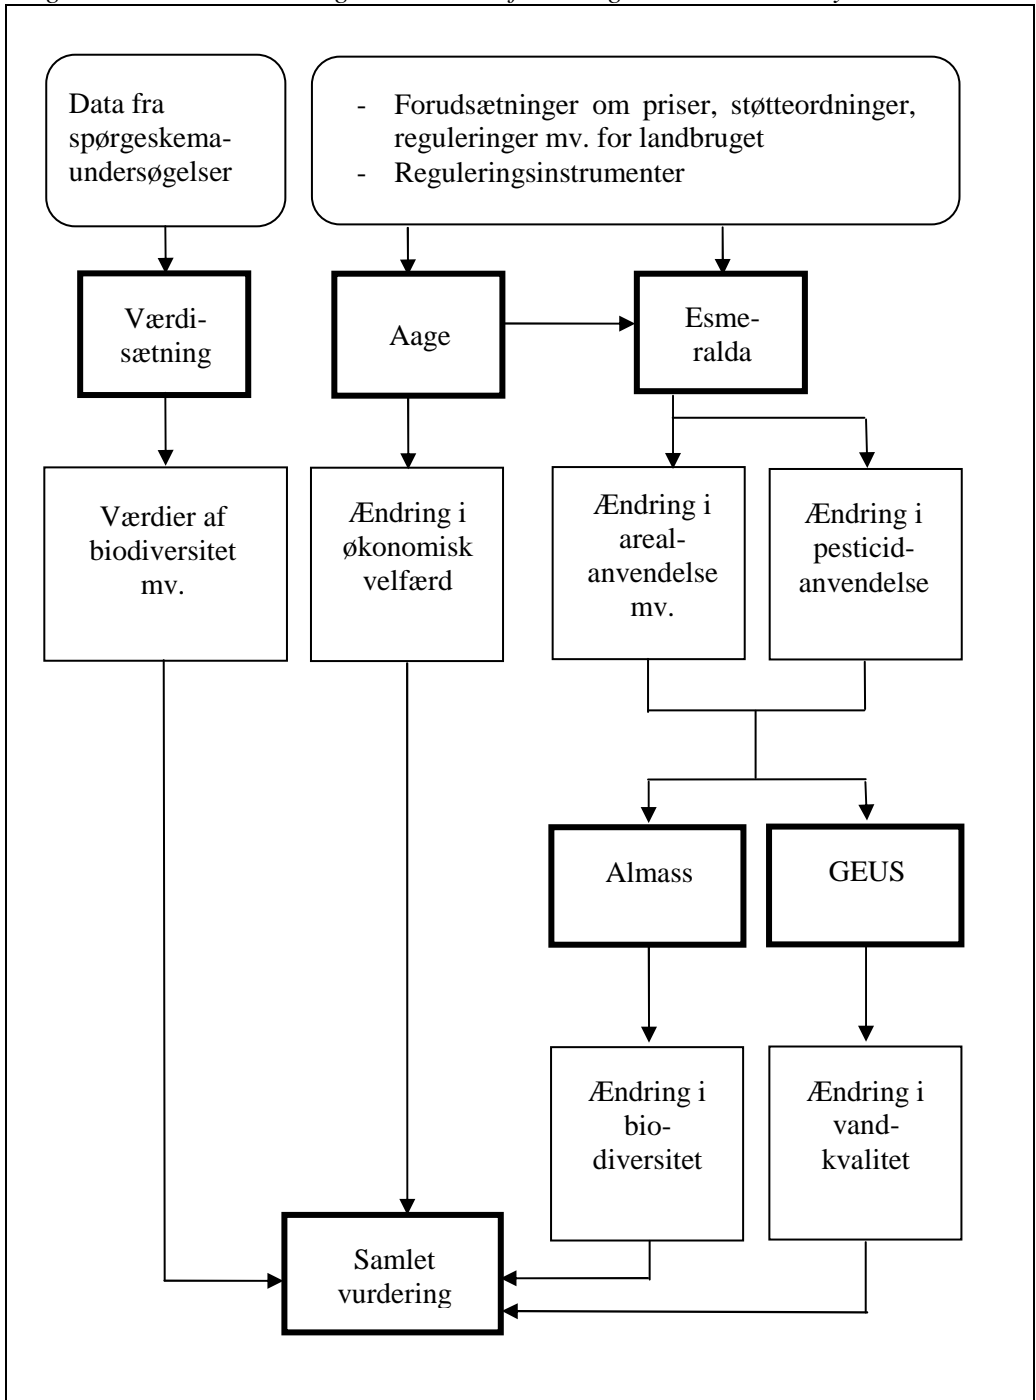 Data fra
spørgeskema-
undersøgelser
- Forudsætninger om priser, støtteordninger,
reguleringer mv. for landbruget
- Reguleringsinstrumenter
Værdi-
sætning
Aage
Esme-
ralda
Værdier af
biodiversitet
mv.
Ændring i
økonomisk
velfærd
Ændring i
areal-
anvendelse
mv.
Ændring i
pesticid-
anvendelse
Almass
GEUS
Ændring i
bio-
diversitet
Ændring i
vand-
kvalitet
Samlet
vurdering